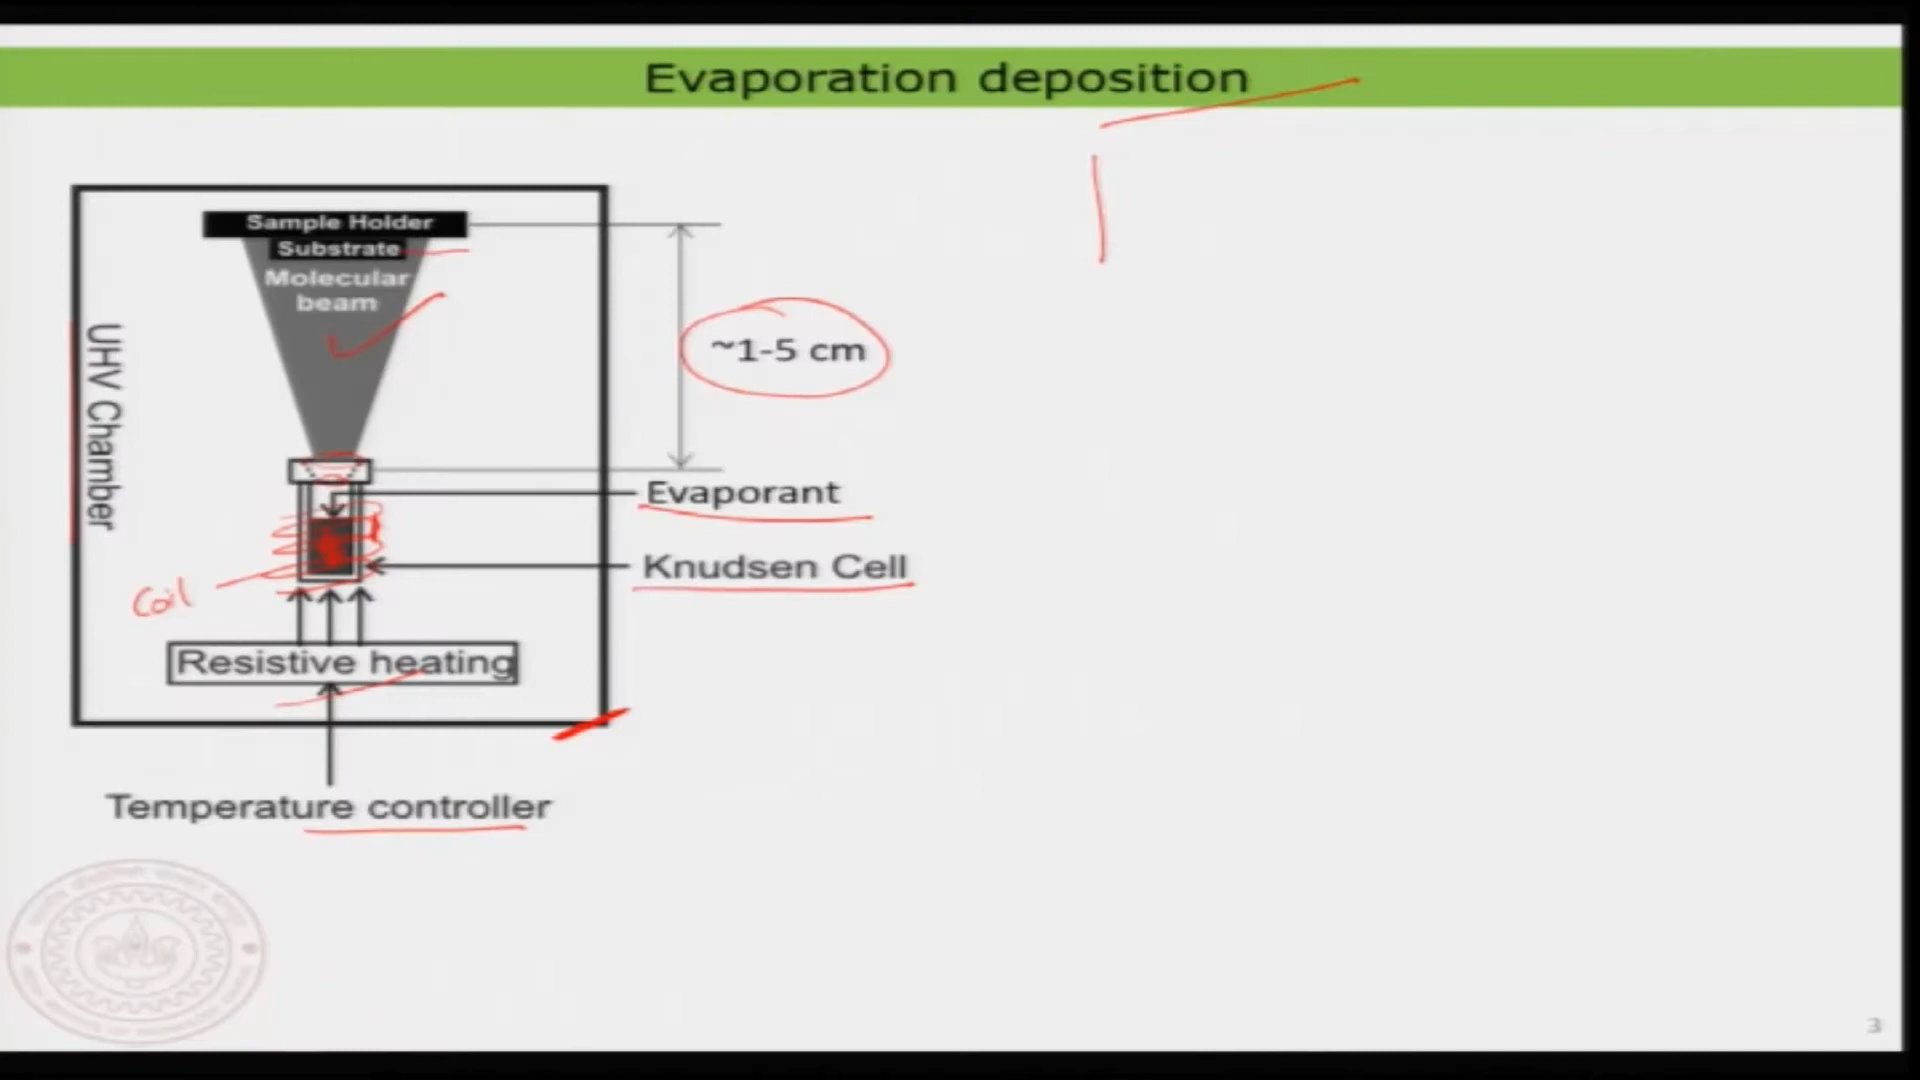 Evaporation deposition
Sample Holder
Substrate
Molecular
beam
UHV Chamber
~1-5 cm
Evaporant
Knudsen Cell
Coil
Resistive heating
Temperature controller
3